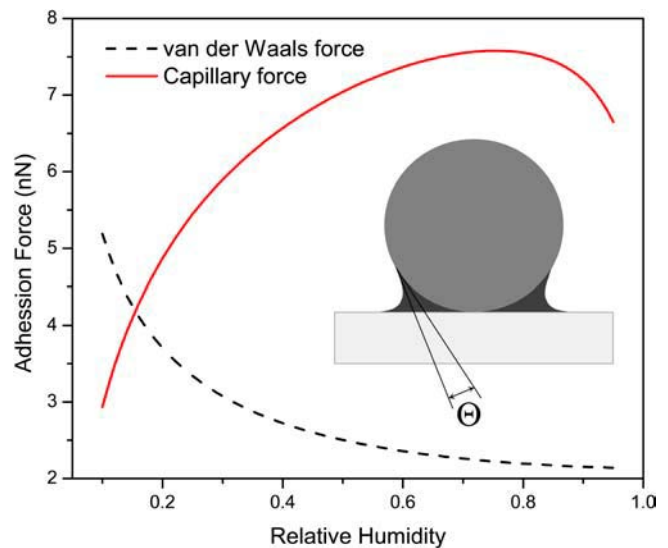 8
7
6
5
4
3
2
0.2
0.4
0.6
0.8
1.0
Adhession Force (nN)
Relative Humidity
van der Waals force
Capillary force
Θ